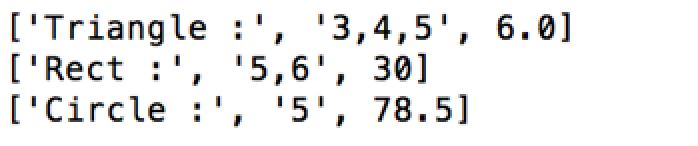 ['Triangle :', '3,4,5', 6.0]
['Rect :', '5,6', 30]
['Circle :', '5', 78.5]